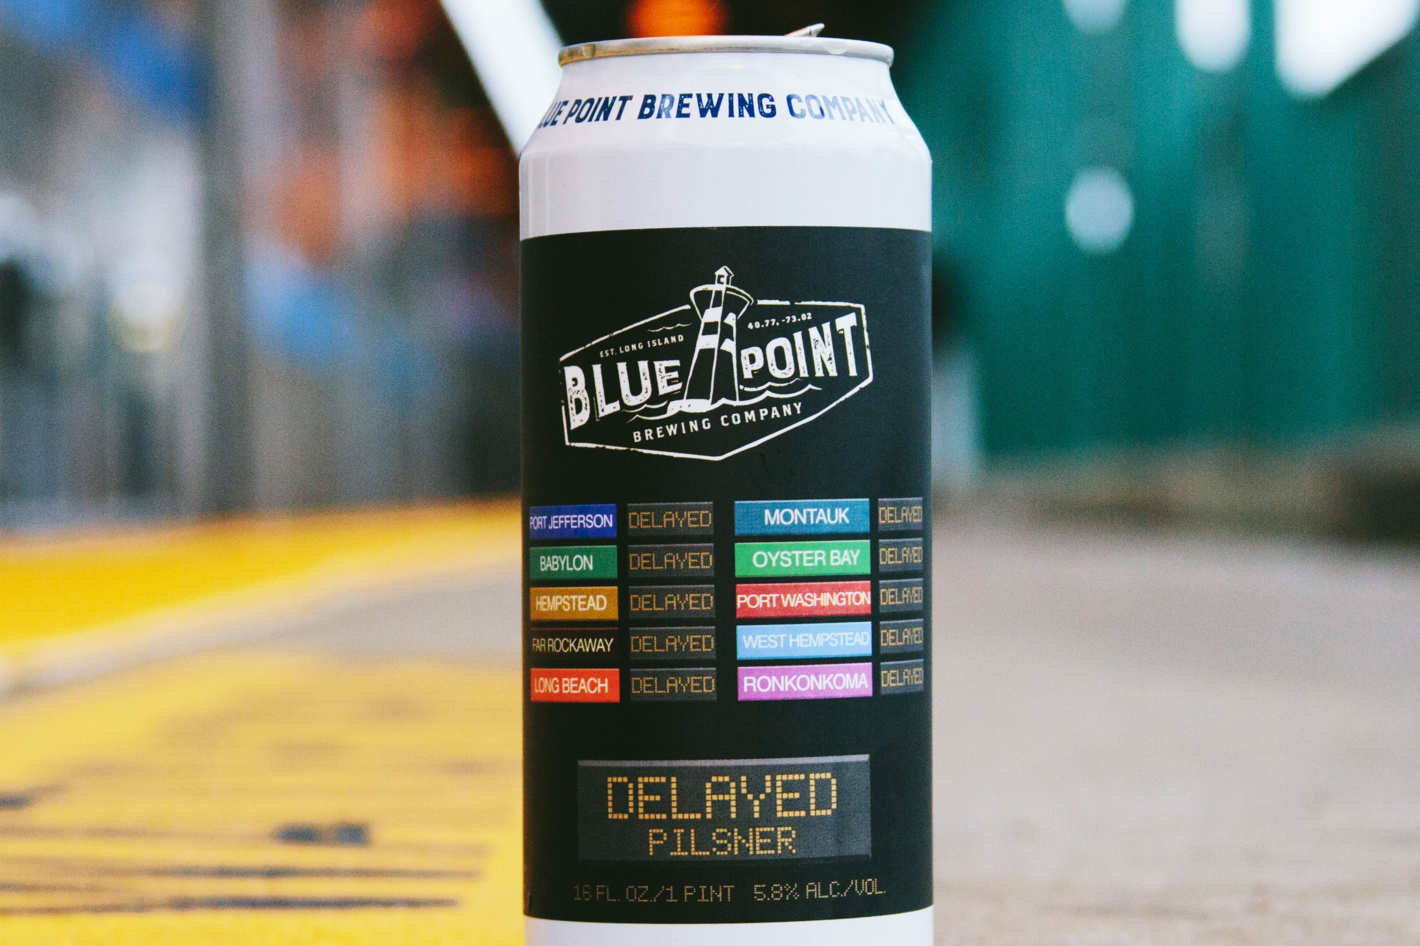 BLUE POINT BREWING COMPANY
EST. LONG ISLAND
40.77, -73.02
BLUE POINT
BREWING COMPANY
PORT JEFFERSON DELAYED MONTAUK DELAYED
BABYLON DELAYED OYSTER BAY DELAYED
HEMPSTEAD DELAYED PORT WASHINGTON DELAYED
FAR ROCKAWAY DELAYED WEST HEMPSTEAD DELAYED
LONG BEACH DELAYED RONKONKOMA DELAYED
DELAYED
PILSNER
16 FL. OZ/1 PINT 5.8% ALC./VOL.